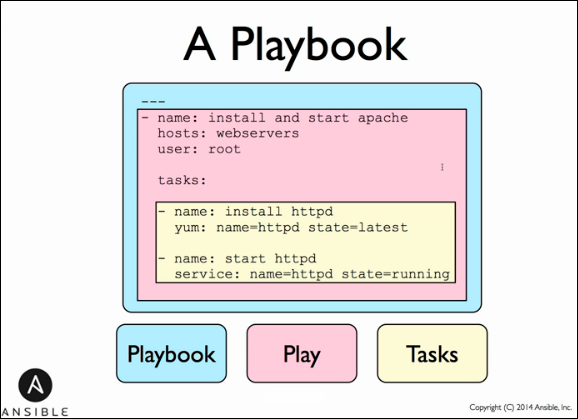 A Playbook
---
- name: install and start apache
hosts: webservers
user: root
tasks:
- name: install httpd
yum: name=httpd state=latest
- name: start httpd
service: name=httpd state=running
Playbook
Play
Tasks
A
ANSIBLE
Copyright (C) 2014 Ansible, Inc.